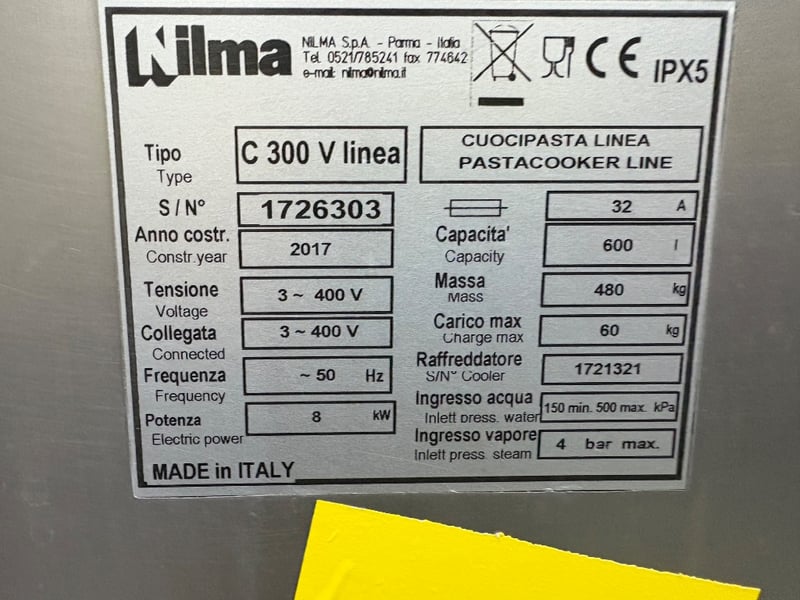 Nilma
NILMA S.p.A. - Parma - Italia
Tel. 0521/785241 fax 774642
e-mail: nilma@nilma.it
CE
IPX5
Tipo
Type
C 300 V linea
CUOCIPASTA LINEA
PASTACOOKER LINE
S / N°
1726303
32 A
Anno costr.
Constr.year
2017
Capacita'
Capacity
600 l
Tensione
Voltage
3 ~ 400 V
Massa
Mass
480 kg
Collegata
Connected
3 ~ 400 V
Carico max
Charge max
60 kg
Frequenza
Frequency
~ 50 Hz
Raffreddatore
S/N° Cooler
1721321
Potenza
Electric power
8 kW
Ingresso acqua
Inlett press. water
150 min. 500 max. kPa
Ingresso vapore
Inlett press. steam
4 bar max.
MADE in ITALY